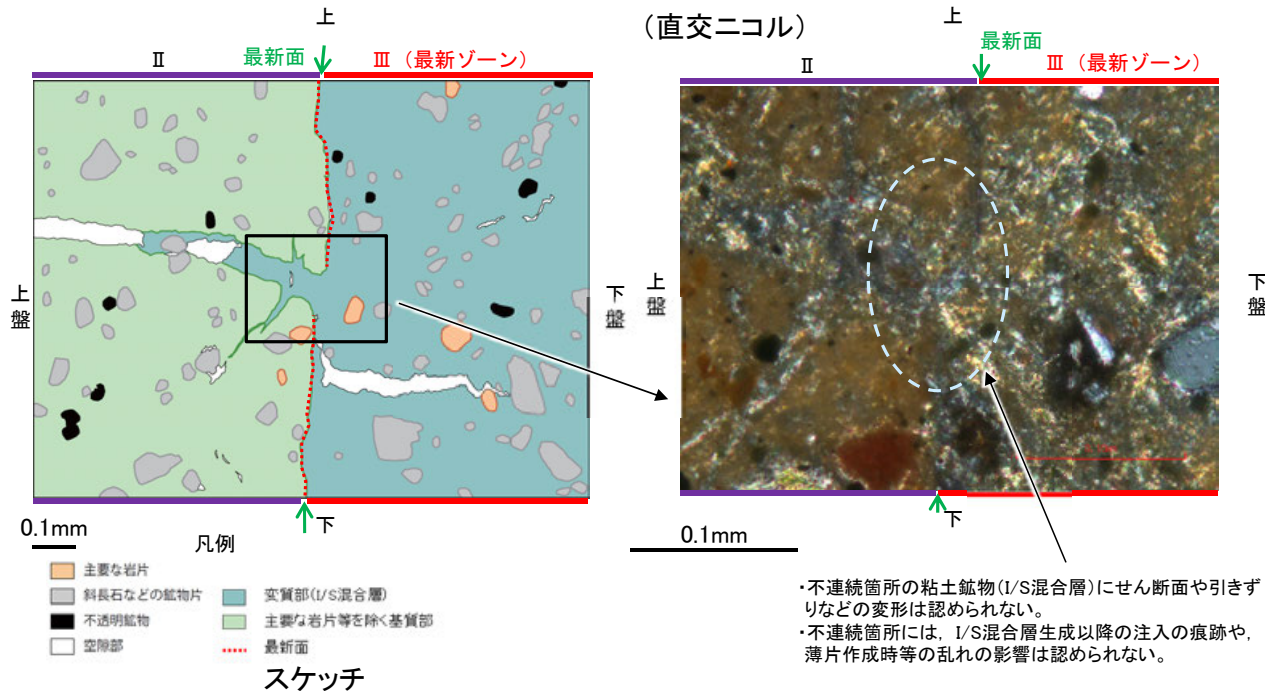 上
最新面
Ⅱ
Ⅲ（最新ゾーン）
上盤
下盤
下
0.1mm
凡例
主要な岩片
斜長石などの鉱物片
不透明鉱物
空隙部
変質部(I/S混合層)
主要な岩片等を除く基質部
最新面
スケッチ
（直交ニコル）
上
最新面
Ⅱ
Ⅲ（最新ゾーン）
上盤
下盤
下
0.1mm
・不連続箇所の粘土鉱物(I/S混合層)にせん断面や引きず
りなどの変形は認められない。
・不連続箇所には，I/S混合層生成以降の注入の痕跡や，
薄片作成時等の乱れの影響は認められない。